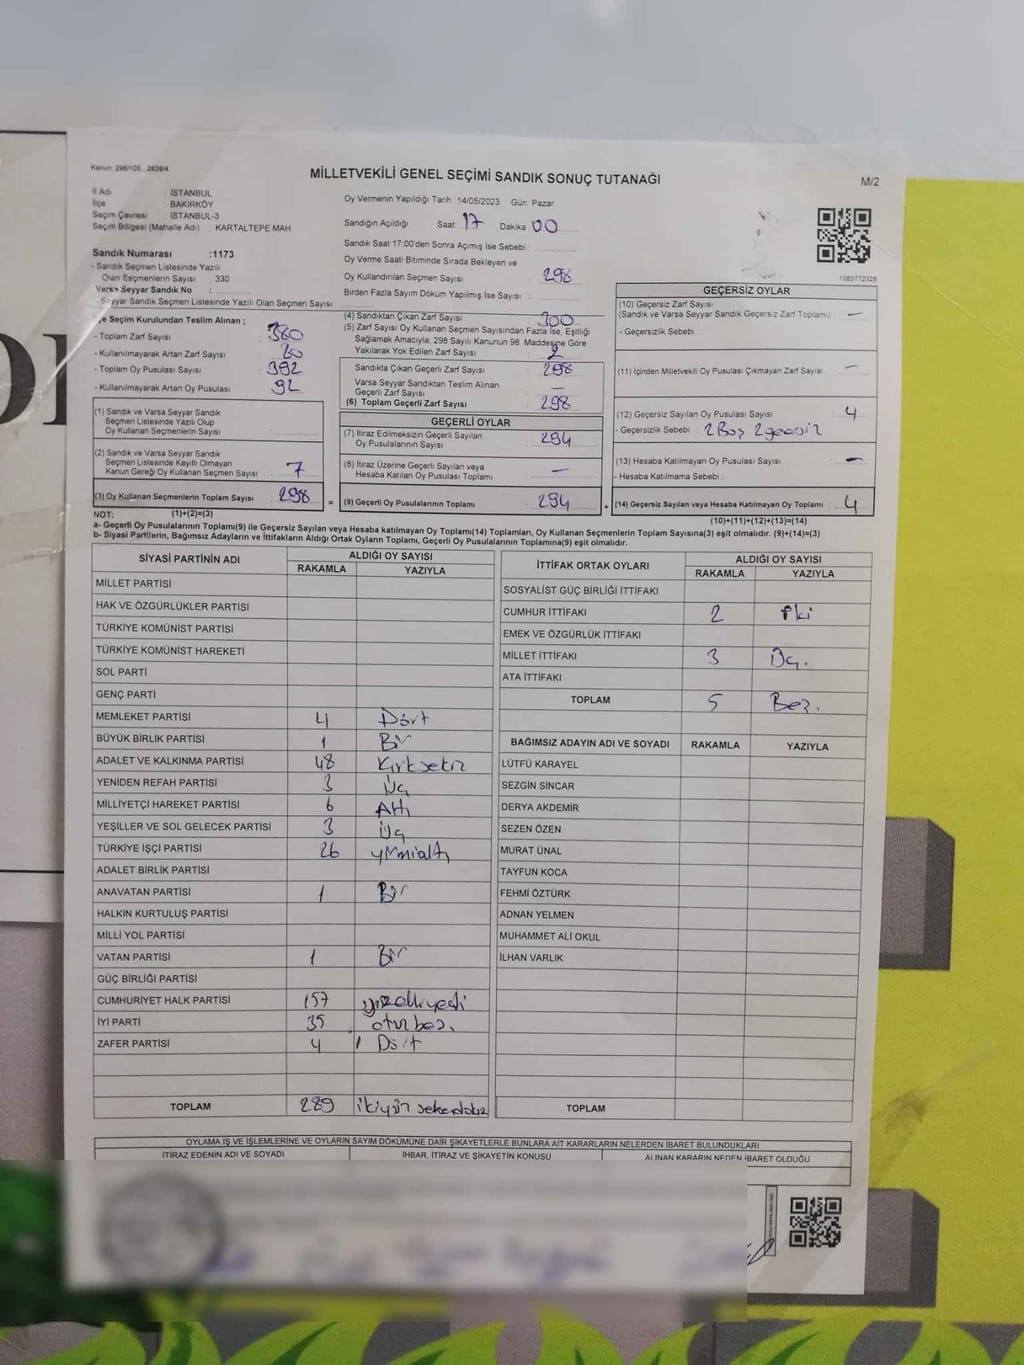 Kanun: 298/105 2839/4
MİLLETVEKİLİ GENEL SEÇİMİ SANDIK SONUÇ TUTANAĞI
M/2
İl Adı : İSTANBUL
İlçe : BAKIRKÖY
Seçim Çevresi : İSTANBUL-3
Seçim Bölgesi (Mahalle Adı) : KARTALTEPE MAH.
Oy Vermenin Yapıldığı Tarih: 14/05/2023 Gün: Pazar
Sandığın Açıldığı Saat: 17 Dakika: 00
Sandık Saat 17:00'den Sonra Açılmış İse Sebebi :
Oy Verme Saati Bitiminde Sırada Bekleyen ve
Oy Kullandırılan Seçmen Sayısı 298
Birden Fazla Sayım Döküm Yapılmış İse Sayısı :
Sandık Numarası :1173
- Sandık Seçmen Listesinde Yazılı
Olan Seçmenlerin Sayısı : 330
Varsa Seyyar Sandık No :
- Seyyar Sandık Seçmen Listesinde Yazılı Olan Seçmen Sayısı:
İlçe Seçim Kurulundan Teslim Alınan ;
- Toplam Zarf Sayısı : 380
- Kullanılmayarak Artan Zarf Sayısı : 80
- Toplam Oy Pusulası Sayısı : 392
- Kullanılmayarak Artan Oy Pusulası : 92
(1) Sandık ve Varsa Seyyar Sandık
Seçmen Listesinde Yazılı Olup
Oy Kullanan Seçmenlerin Sayısı
(2) Sandık ve Varsa Seyyar Sandık
Seçmen Listesinde Kayıtlı Olmayan
Kanun Gereği Oy Kullanan Seçmen Sayısı : 7
(3) Oy Kullanan Seçmenlerin Toplam Sayısı 298
(4) Sandıktan Çıkan Zarf Sayısı 300
(5) Zarf Sayısı Oy Kullanan Seçmen Sayısından Fazla İse, Eşitliği
Sağlamak Amacıyla; 298 Sayılı Kanunun 98. Maddesine Göre
Yakılarak Yok Edilen Zarf Sayısı : 2
Sandıkta Çıkan Geçerli Zarf Sayısı : 298
Varsa Seyyar Sandıktan Teslim Alınan
Geçerli Zarf Sayısı : —
(6) Toplam Geçerli Zarf Sayısı : 298
GEÇERLİ OYLAR
(7) İtiraz Edilmeksizin Geçerli Sayılan
Oy Pusulalarının Sayısı : 294
(8) İtiraz Üzerine Geçerli Sayılan veya
Hesaba Katılan Oy Pusulası Toplamı : —
= (9) Geçerli Oy Pusulalarının Toplamı : 294
1083772329
GEÇERSİZ OYLAR
(10) Geçersiz Zarf Sayısı
(Sandık ve Varsa Seyyar Sandık Geçersiz Zarf Toplamı) : —
- Geçersizlik Sebebi :
(11) İçinden Milletvekili Oy Pusulası Çıkmayan Zarf Sayısı : —
(12) Geçersiz Sayılan Oy Pusulası Sayısı : 4
- Geçersizlik Sebebi : 2 Boş 2 geçersiz
(13) Hesaba Katılmayan Oy Pusulası Sayısı : —
- Hesaba Katılmama Sebebi :
+ (14) Geçersiz Sayılan veya Hesaba Katılmayan Oy Toplamı : 4
NOT: (1)+(2)=(3)
(10)+(11)+(12)+(13)=(14)
a- Geçerli Oy Pusulalarının Toplamı(9) ile Geçersiz Sayılan veya Hesaba katılmayan Oy Toplamı(14) Toplamları, Oy Kullanan Seçmenlerin Toplam Sayısına(3) eşit olmalıdır. (9)+(14)=(3)
b- Siyasi Partilerin, Bağımsız Adayların ve İttifakların Aldığı Ortak Oyların Toplamı, Geçerli Oy Pusulalarının Toplamına(9) eşit olmalıdır.
SİYASİ PARTİNİN ADI ALDIĞI OY SAYISI
RAKAMLA YAZIYLA
MİLLET PARTİSİ
HAK VE ÖZGÜRLÜKLER PARTİSİ
TÜRKİYE KOMÜNİST PARTİSİ
TÜRKİYE KOMÜNİST HAREKETİ
SOL PARTİ
GENÇ PARTİ
MEMLEKET PARTİSİ 4 Dört
BÜYÜK BİRLİK PARTİSİ 1 Bir
ADALET VE KALKINMA PARTİSİ 48 Kırksekiz
YENİDEN REFAH PARTİSİ 3 Üç
MİLLİYETÇİ HAREKET PARTİSİ 6 Altı
YEŞİLLER VE SOL GELECEK PARTİSİ 3 Üç
TÜRKİYE İŞÇİ PARTİSİ 26 yirmialtı
ADALET BİRLİK PARTİSİ
ANAVATAN PARTİSİ 1 Bir
HALKIN KURTULUŞ PARTİSİ
MİLLİ YOL PARTİSİ
VATAN PARTİSİ 1 Bir
GÜÇ BİRLİĞİ PARTİSİ
CUMHURİYET HALK PARTİSİ 157 yüzelliyedi
İYİ PARTİ 35 otuzbeş.
ZAFER PARTİSİ 4 Dört
TOPLAM 289 ikiyüz seksendokuz
İTTİFAK ORTAK OYLARI ALDIĞI OY SAYISI
RAKAMLA YAZIYLA
SOSYALİST GÜÇ BİRLİĞİ İTTİFAKI
CUMHUR İTTİFAKI 2 İki
EMEK VE ÖZGÜRLÜK İTTİFAKI
MİLLET İTTİFAKI 3 Üç.
ATA İTTİFAKI
TOPLAM 5 Beş.
BAĞIMSIZ ADAYIN ADI VE SOYADI RAKAMLA YAZIYLA
LÜTFÜ KARAYEL
SEZGİN SİNCAR
DERYA AKDEMİR
SEZEN ÖZEN
MURAT ÜNAL
TAYFUN KOCA
FEHMİ ÖZTÜRK
ADNAN YELMEN
MUHAMMET ALİ OKUL
İLHAN VARLIK
TOPLAM
OYLAMA İŞ VE İŞLEMLERİNE VE OYLARIN SAYIM DÖKÜMÜNE DAİR ŞİKAYETLERLE BUNLARA AİT KARARLARIN NELERDEN İBARET BULUNDUKLARI
İTİRAZ EDENİN ADI VE SOYADI İHBAR, İTİRAZ VE ŞİKAYETİN KONUSU ALINAN KARARIN NEDEN İBARET OLDUĞU